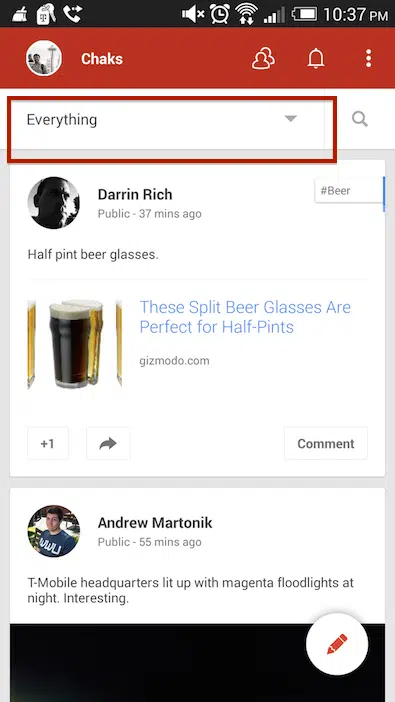 10:37 PM
Chaks
Everything
Darrin Rich
#Beer
Public - 37 mins ago
Half pint beer glasses.
These Split Beer Glasses Are
Perfect for Half-Pints
gizmodo.com
+1
Comment
Andrew Martonik
Public - 55 mins ago
WWU
T-Mobile headquarters lit up with magenta floodlights at
night. Interesting.